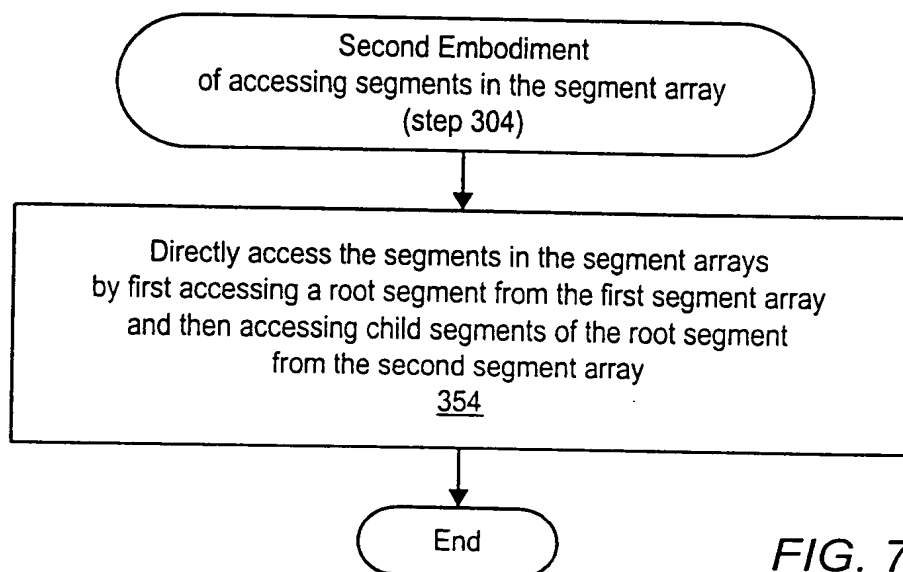 Second Embodiment
of accessing segments in the segment array
(step 304)
Directly access the segments in the segment arrays
by first accessing a root segment from the first segment array
and then accessing child segments of the root segment
from the second segment array
354
End
FIG. 7